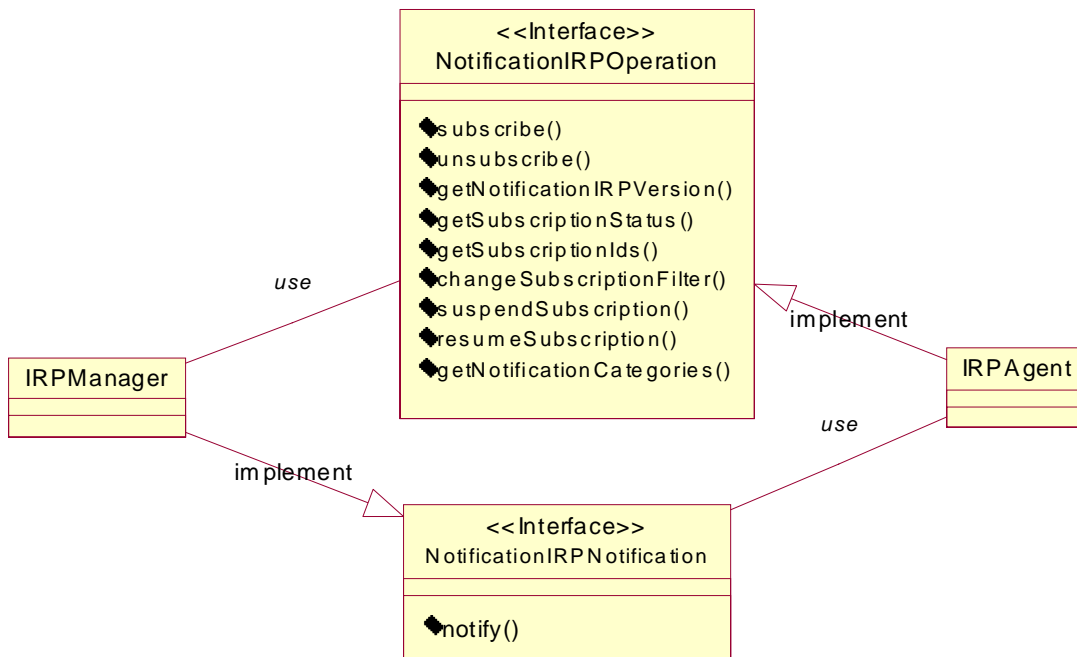 <<Interface>>
NotificationIRPOperation
subscribe()
unsubscribe()
getNotificationIRPVersion()
getSubscriptionStatus()
getSubscriptionIds()
changeSubscriptionFilter()
suspendSubscription()
resumeSubscription()
getNotificationCategories()
use
implement
IRPManager
IRPAgent
use
implement
<<Interface>>
NotificationIRPNotification
notify()